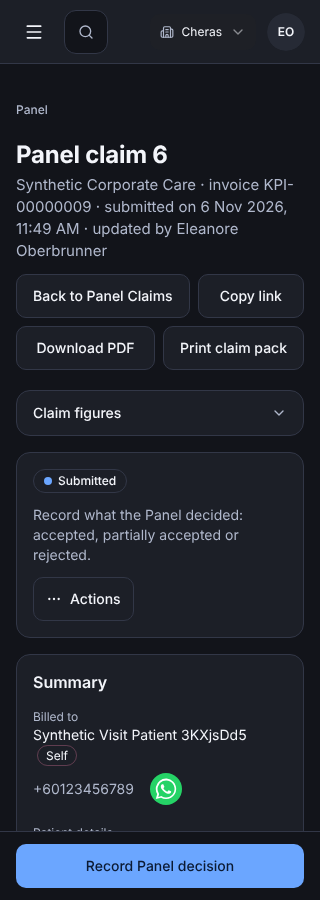 Cheras
EO
Panel
Panel claim 6
Synthetic Corporate Care · invoice KPI-
00000009 · submitted on 6 Nov 2026,
11:49 AM · updated by Eleanore
Oberbrunner
Back to Panel Claims
Copy link
Download PDF
Print claim pack
Claim figures
Submitted
Record what the Panel decided:
accepted, partially accepted or
rejected.
Actions
Summary
Billed to
Synthetic Visit Patient 3KXjsDd5
Self
+60123456789
Patient details
Record Panel decision